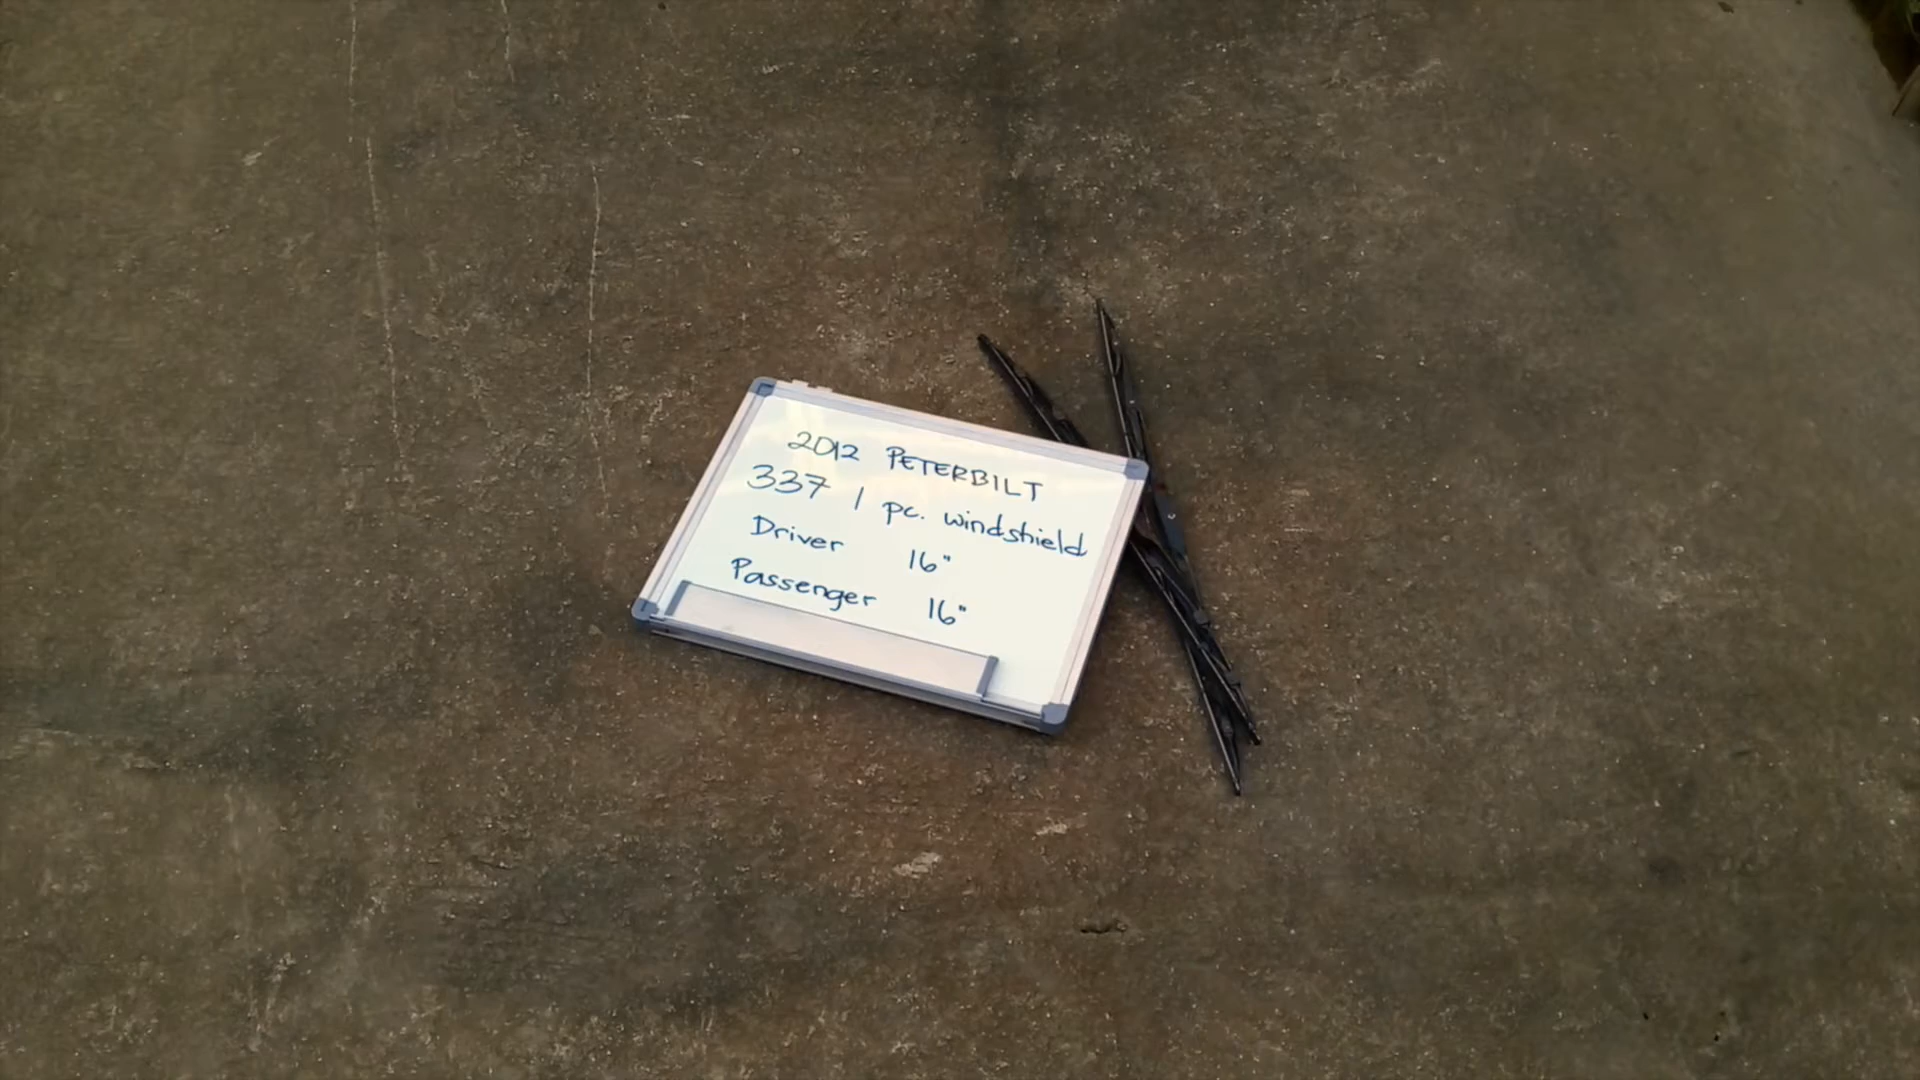 2012 PETERBILT
337 1 pc. windshield
Driver 16"
Passenger 16"